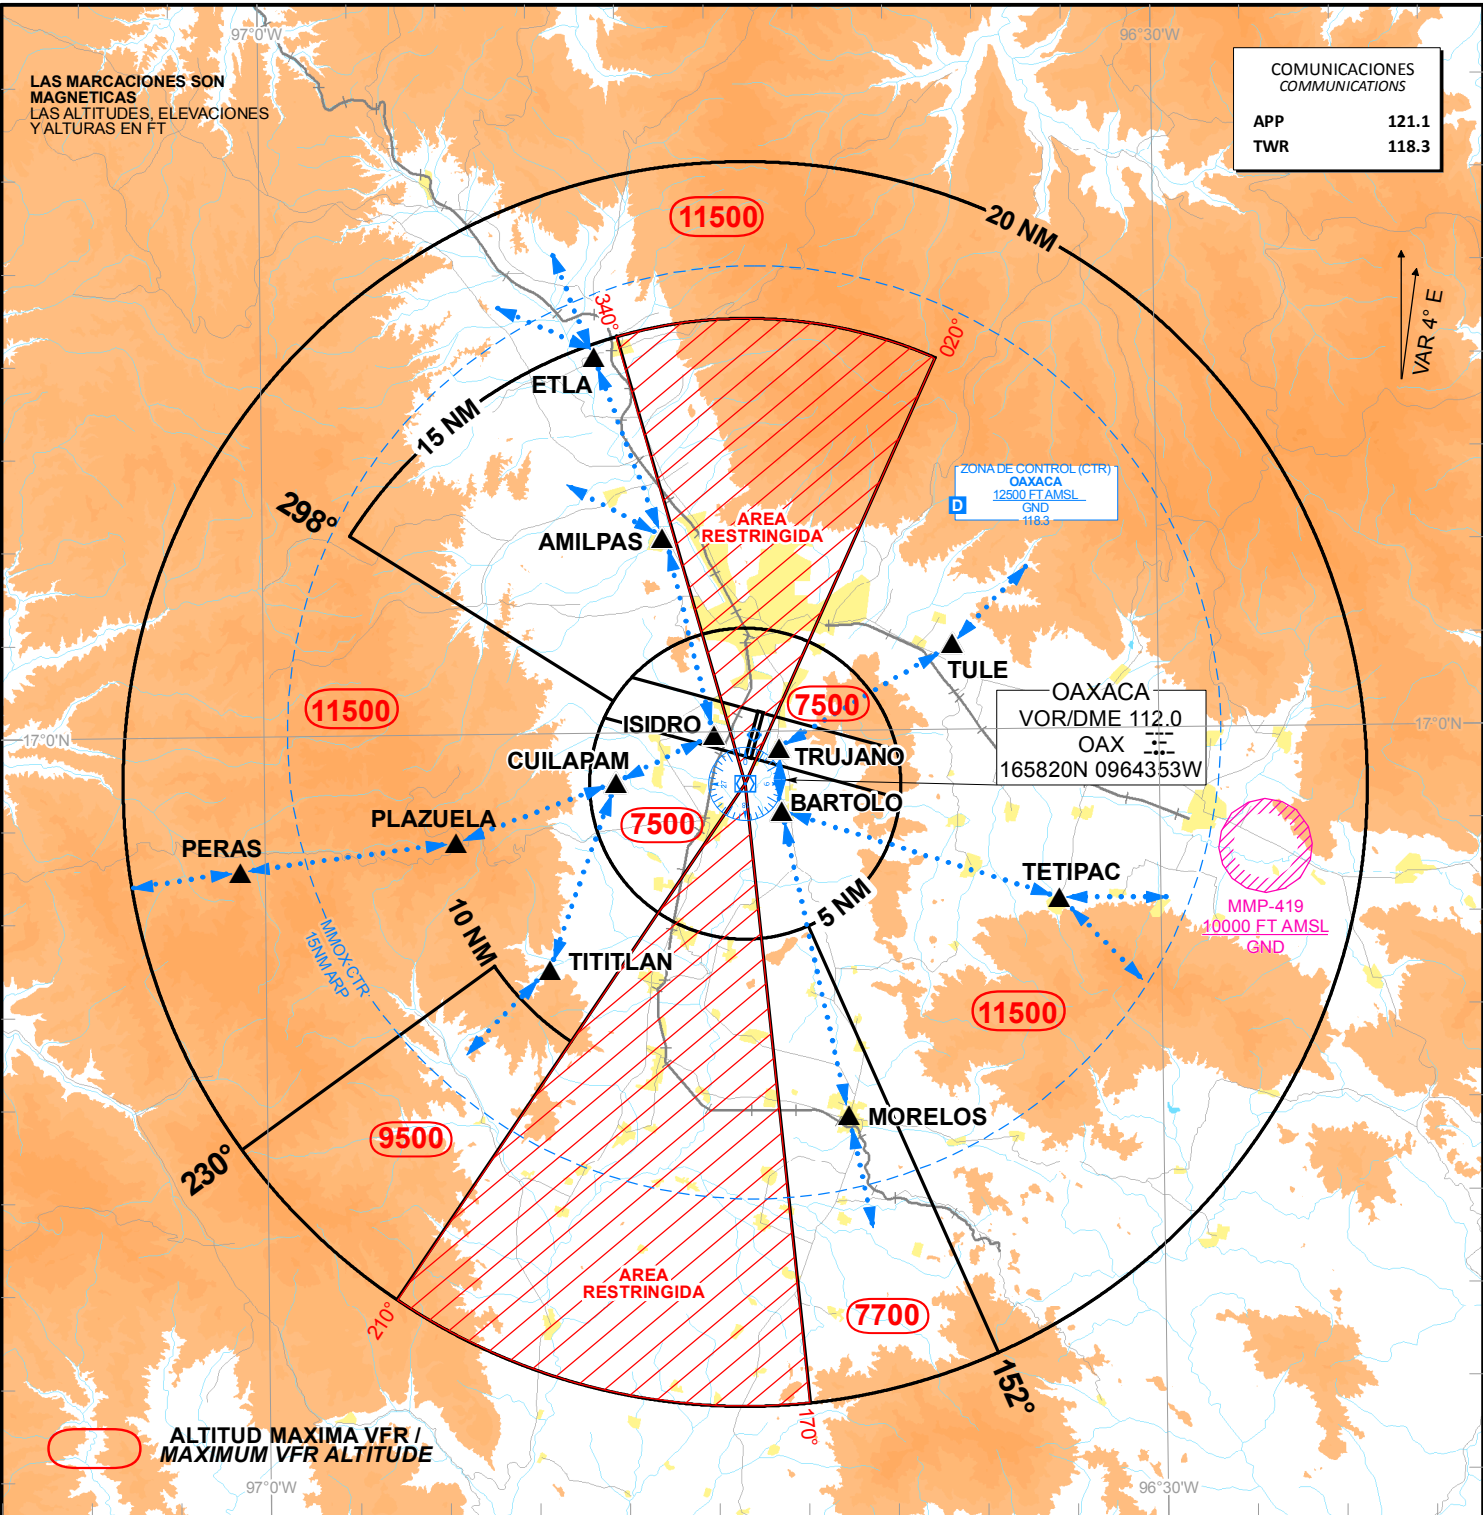 97°0'W
96°30'W
LAS MARCACIONES SON
MAGNETICAS
LAS ALTITUDES, ELEVACIONES
Y ALTURAS EN FT
COMUNICACIONES
COMMUNICATIONS
APP 121.1
TWR 118.3
11500
20 NM
VAR 4° E
340°
020°
ETLA
15 NM
298°
ZONA DE CONTROL (CTR)
OAXACA
12500 FT AMSL
D
GND
118.3
AREA
RESTRINGIDA
AMILPAS
TULE
OAXACA
VOR/DME 112.0
OAX
165820N 0964353W
11500
7500
ISIDRO
17°0'N
17°0'N
TRUJANO
CUILAPAM
BARTOLO
7500
PLAZUELA
PERAS
TETIPAC
5 NM
MMP-419
10000 FT AMSL
GND
10 NM
MMOX CTR
15NM ARP
TITITLAN
11500
MORELOS
9500
230°
AREA
RESTRINGIDA
7700
210°
152°
170°
ALTITUD MAXIMA VFR /
MAXIMUM VFR ALTITUDE
97°0'W
96°30'W